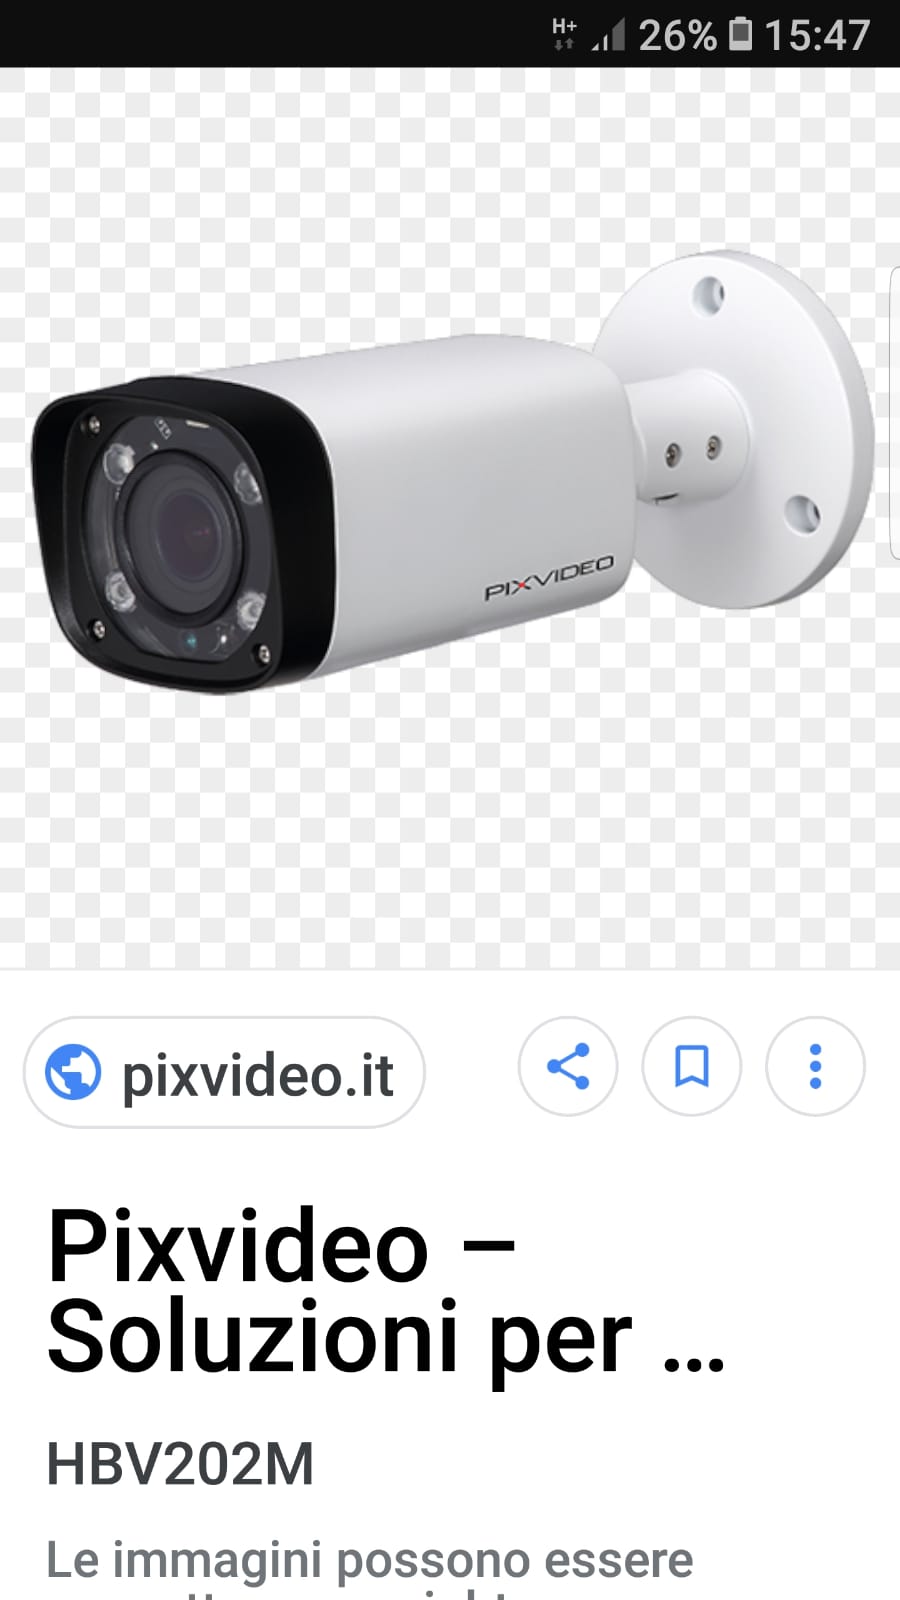 H+ 26% 15:47
PIXVIDEO
pixvideo.it
Pixvideo –
Soluzioni per ...
HBV202M
Le immagini possono essere